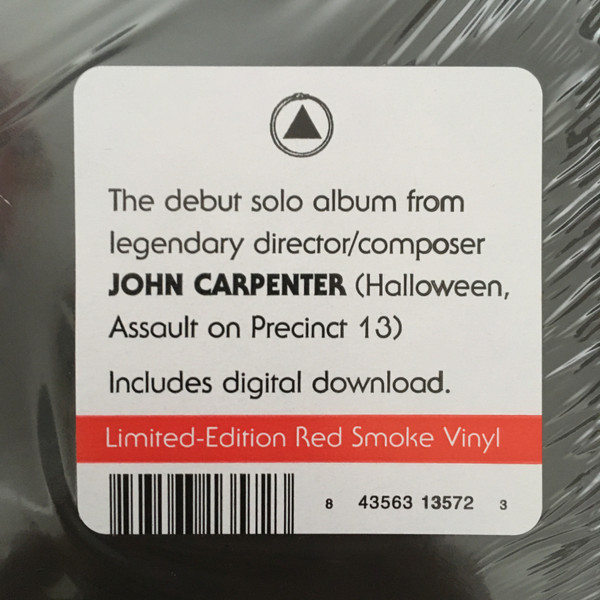 The debut solo album from
legendary director/composer
JOHN CARPENTER (Halloween,
Assault on Precinct 13)
Includes digital download.
Limited-Edition Red Smoke Vinyl
8 43563 13572 3